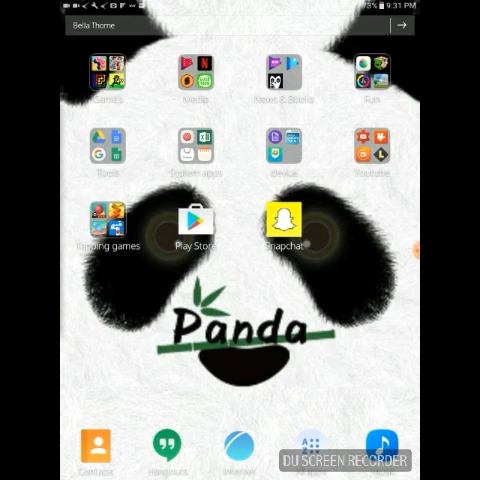 78% 9:31 PM
Bella Thorne
Games Media News & Books Fun
Tools System apps device Youtube
Tapping games Play Store Snapchat
Panda
Contacts Hangouts Internet
DU SCREEN RECORDER